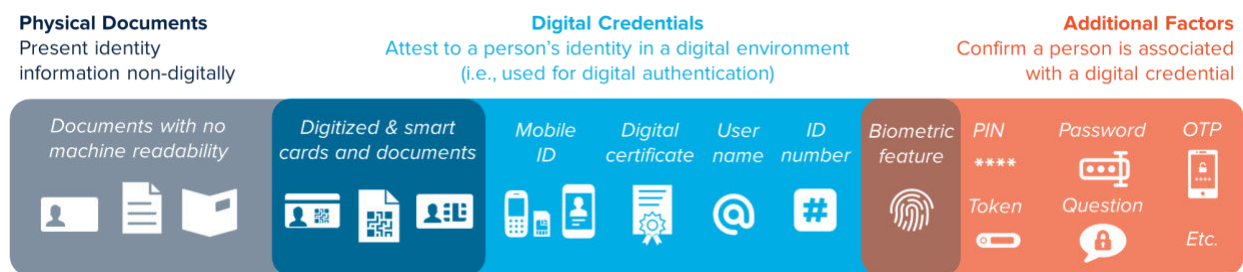 Physical Documents
Present identity
information non-digitally
Digital Credentials
Attest to a person's identity in a digital environment
(i.e., used for digital authentication)
Additional Factors
Confirm a person is associated
with a digital credential
Documents with no
machine readability
Digitized & smart
cards and documents
Mobile
ID
Digital
certificate
User
name
ID
number
Biometric
feature
PIN
****
Password
OTP
Token
Question
Etc.
@
#